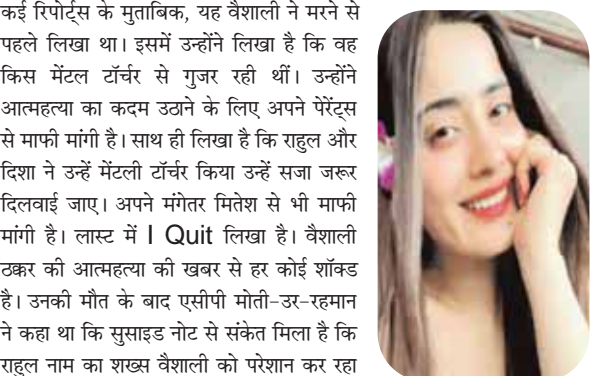 कई रिपोर्ट्स के मुताबिक, यह वैशाली ने मरने से
पहले लिखा था। इसमें उन्होंने लिखा है कि वह
किस मेंटल टॉर्चर से गुजर रही थीं। उन्होंने
आत्महत्या का कदम उठाने के लिए अपने पेरेंट्स
से माफी मांगी है। साथ ही लिखा है कि राहुल और
दिशा ने उन्हें मेंटली टॉर्चर किया उन्हें सजा जरूर
दिलवाई जाए। अपने मंगेतर मितेश से भी माफी
मांगी है। लास्ट में I Quit लिखा है। वैशाली
ठक्कर की आत्महत्या की खबर से हर कोई शॉक्ड
है। उनकी मौत के बाद एसीपी मोती-उर-रहमान
ने कहा था कि सुसाइड नोट से संकेत मिला है कि
राहुल नाम का शख्स वैशाली को परेशान कर रहा